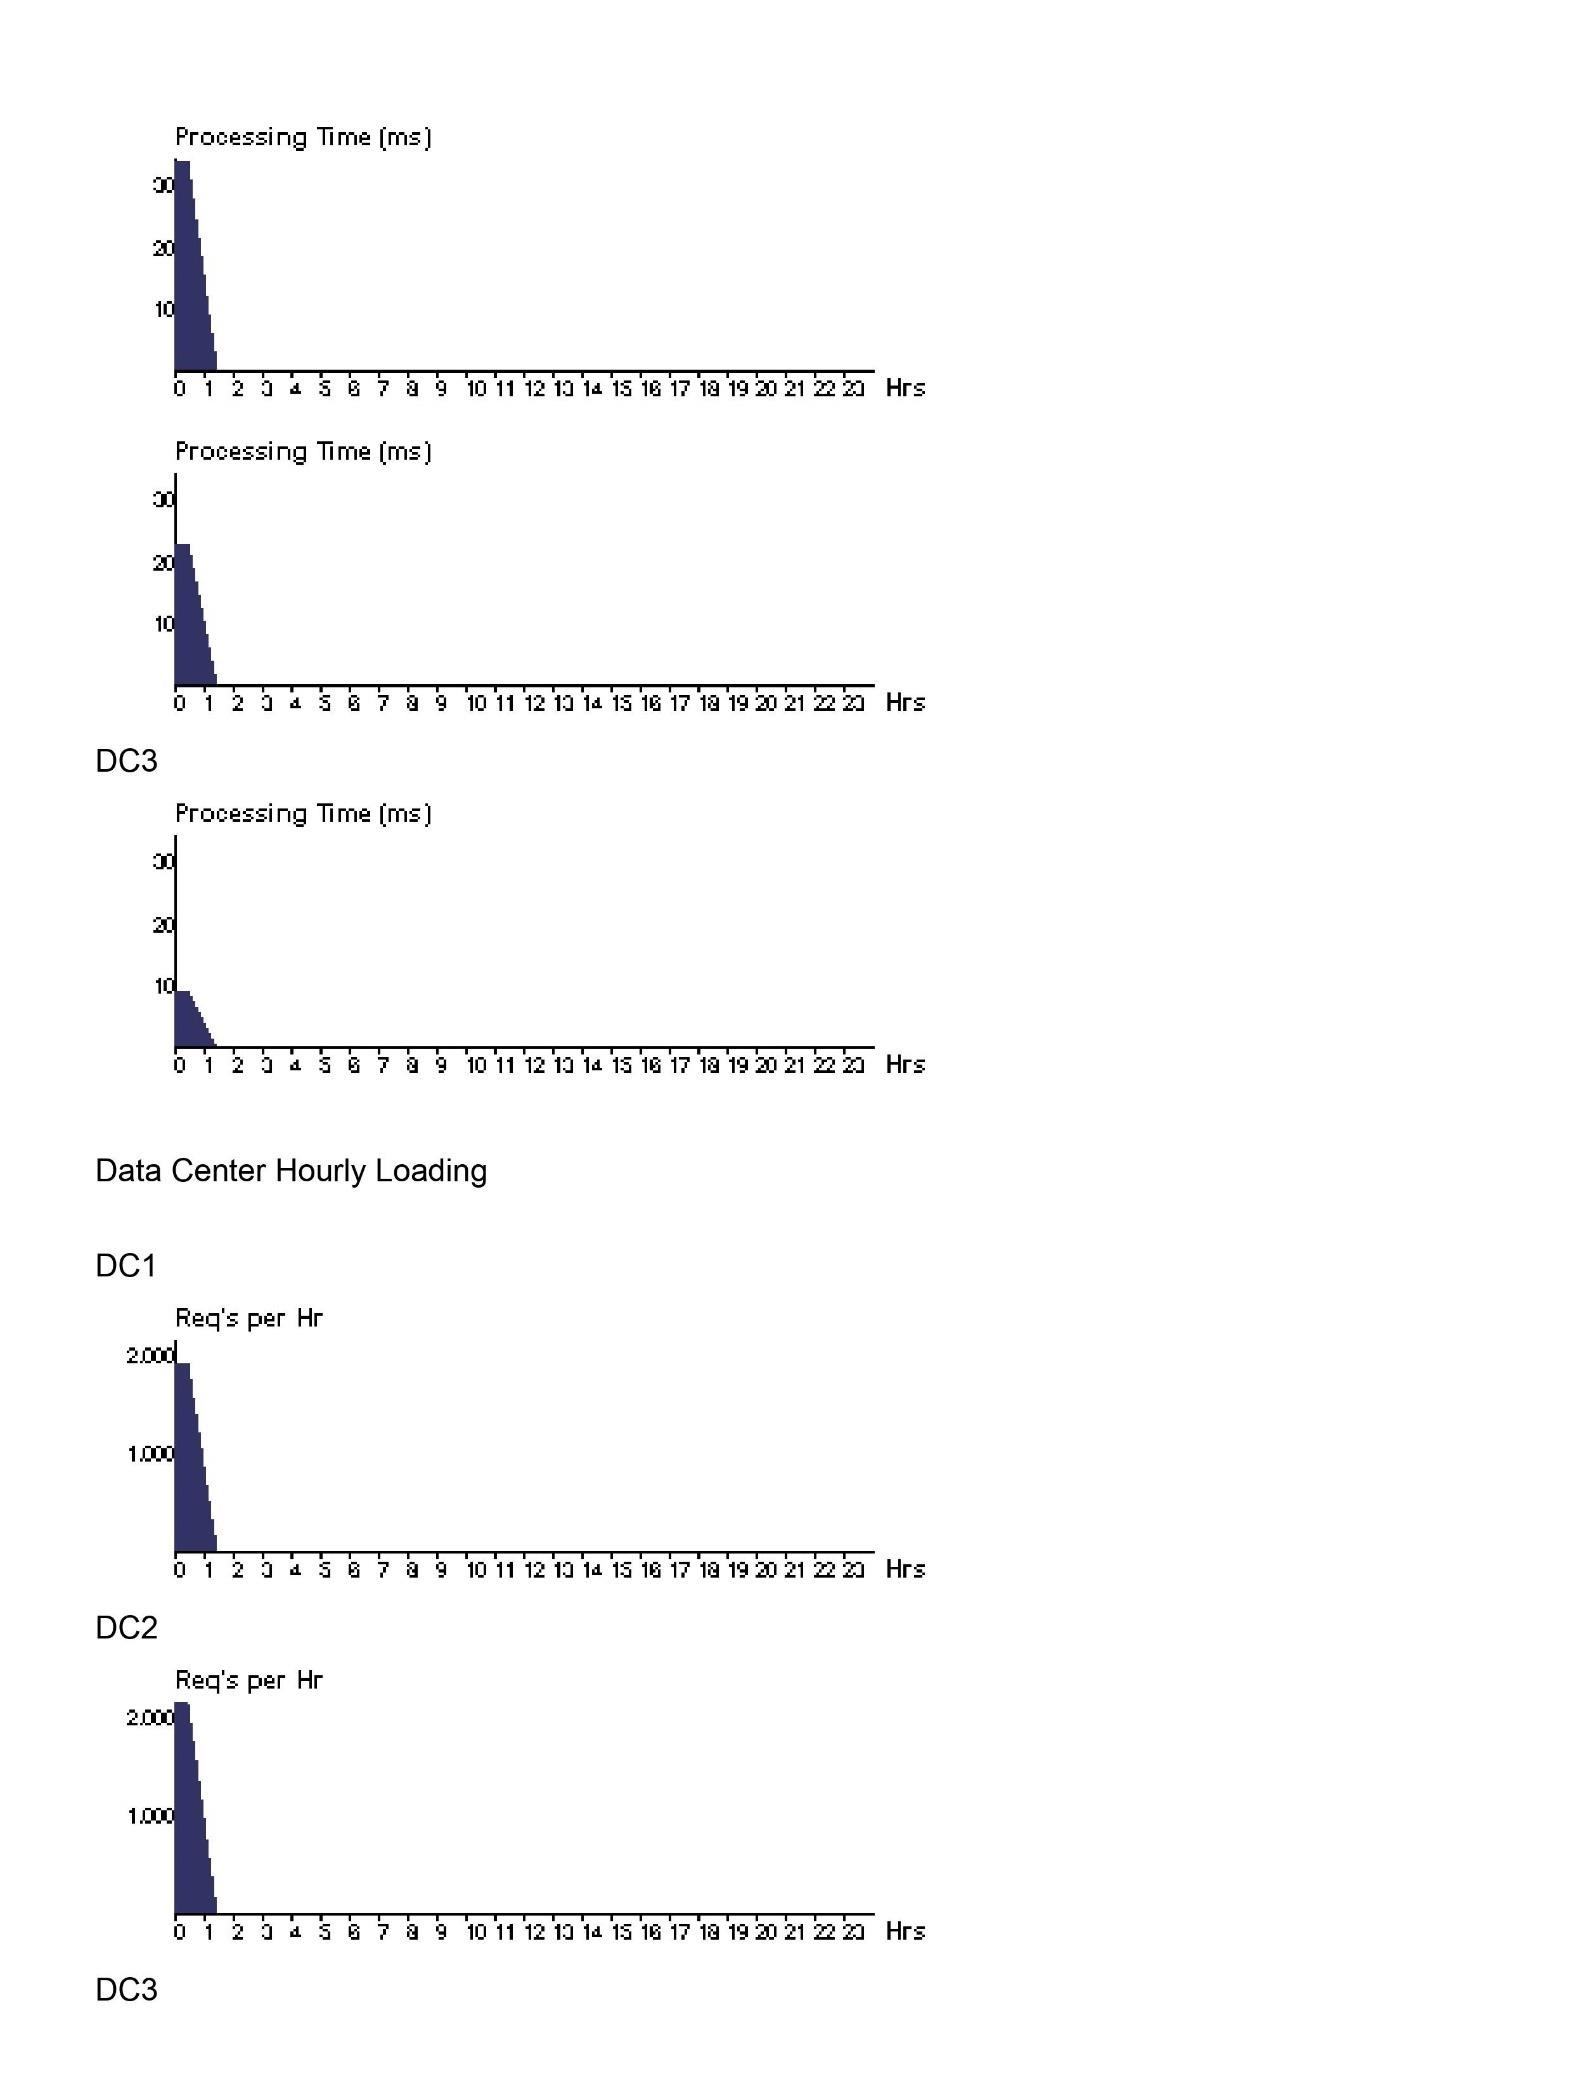 Processing Time (ms)
30
20
10
0 1 2 3 4 5 6 7 8 9 10 11 12 13 14 15 16 17 18 19 20 21 22 23 Hrs
Processing Time (ms)
30
20
10
0 1 2 3 4 5 6 7 8 9 10 11 12 13 14 15 16 17 18 19 20 21 22 23 Hrs
DC3
Processing Time (ms)
30
20
10
0 1 2 3 4 5 6 7 8 9 10 11 12 13 14 15 16 17 18 19 20 21 22 23 Hrs
Data Center Hourly Loading
DC1
Req's per Hr
2.000
1.000
0 1 2 3 4 5 6 7 8 9 10 11 12 13 14 15 16 17 18 19 20 21 22 23 Hrs
DC2
Req's per Hr
2.000
1.000
0 1 2 3 4 5 6 7 8 9 10 11 12 13 14 15 16 17 18 19 20 21 22 23 Hrs
DC3